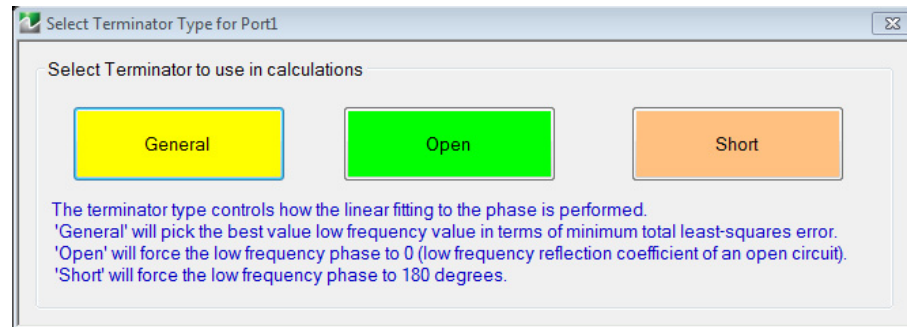 Select Terminator Type for Port1
Select Terminator to use in calculations
General
Open
Short
The terminator type controls how the linear fitting to the phase is performed.
'General' will pick the best value low frequency value in terms of minimum total least-squares error.
'Open' will force the low frequency phase to 0 (low frequency reflection coefficient of an open circuit).
'Short' will force the low frequency phase to 180 degrees.